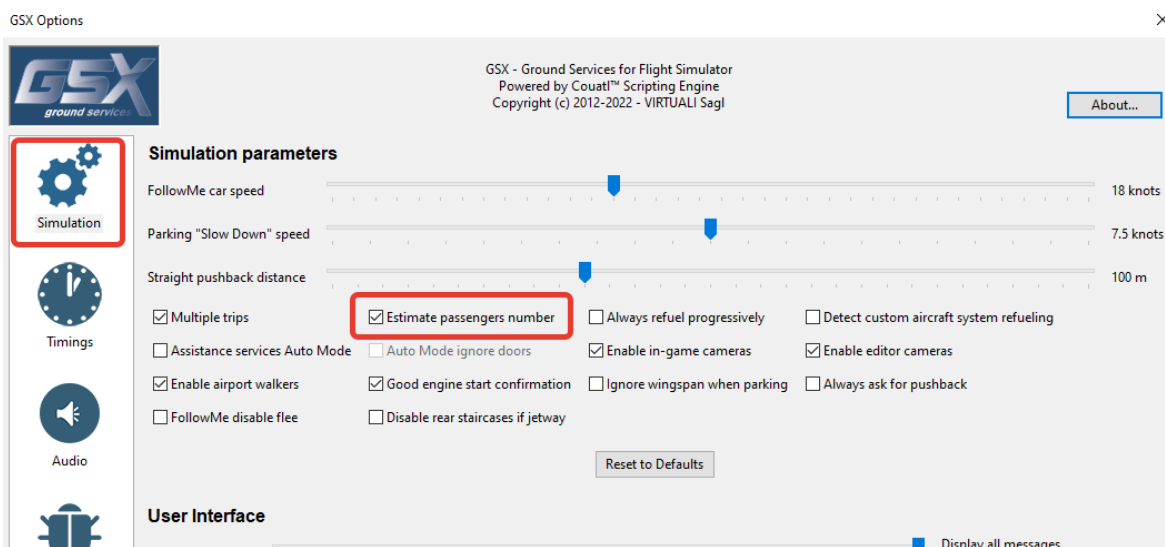 GSX Options
GSX
ground services
GSX - Ground Services for Flight Simulator
Powered by Couatl™ Scripting Engine
Copyright (c) 2012-2022 - VIRTUALI Sagl
About...
Simulation
Timings
Audio
Simulation parameters
FollowMe car speed 18 knots
Parking "Slow Down" speed 7.5 knots
Straight pushback distance 100 m
Multiple trips Estimate passengers number Always refuel progressively Detect custom aircraft system refueling
Assistance services Auto Mode Auto Mode ignore doors Enable in-game cameras Enable editor cameras
Enable airport walkers Good engine start confirmation Ignore wingspan when parking Always ask for pushback
FollowMe disable flee Disable rear staircases if jetway
Reset to Defaults
User Interface
Display all messages